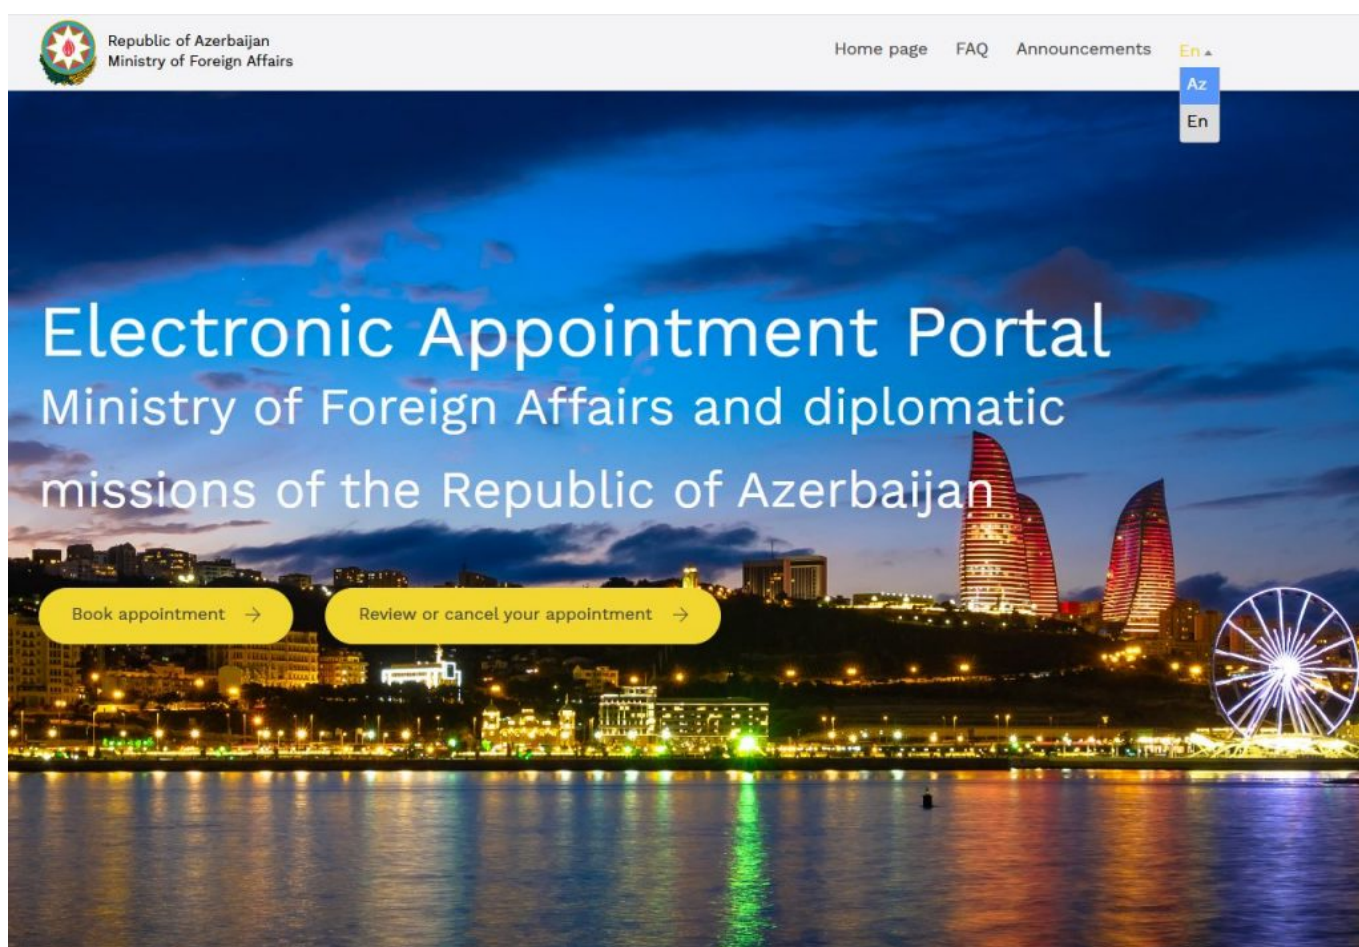 Republic of Azerbaijan
Ministry of Foreign Affairs
Home page FAQ Announcements En
Az
En
Electronic Appointment Portal
Ministry of Foreign Affairs and diplomatic
missions of the Republic of Azerbaijan
Book appointment → Review or cancel your appointment →